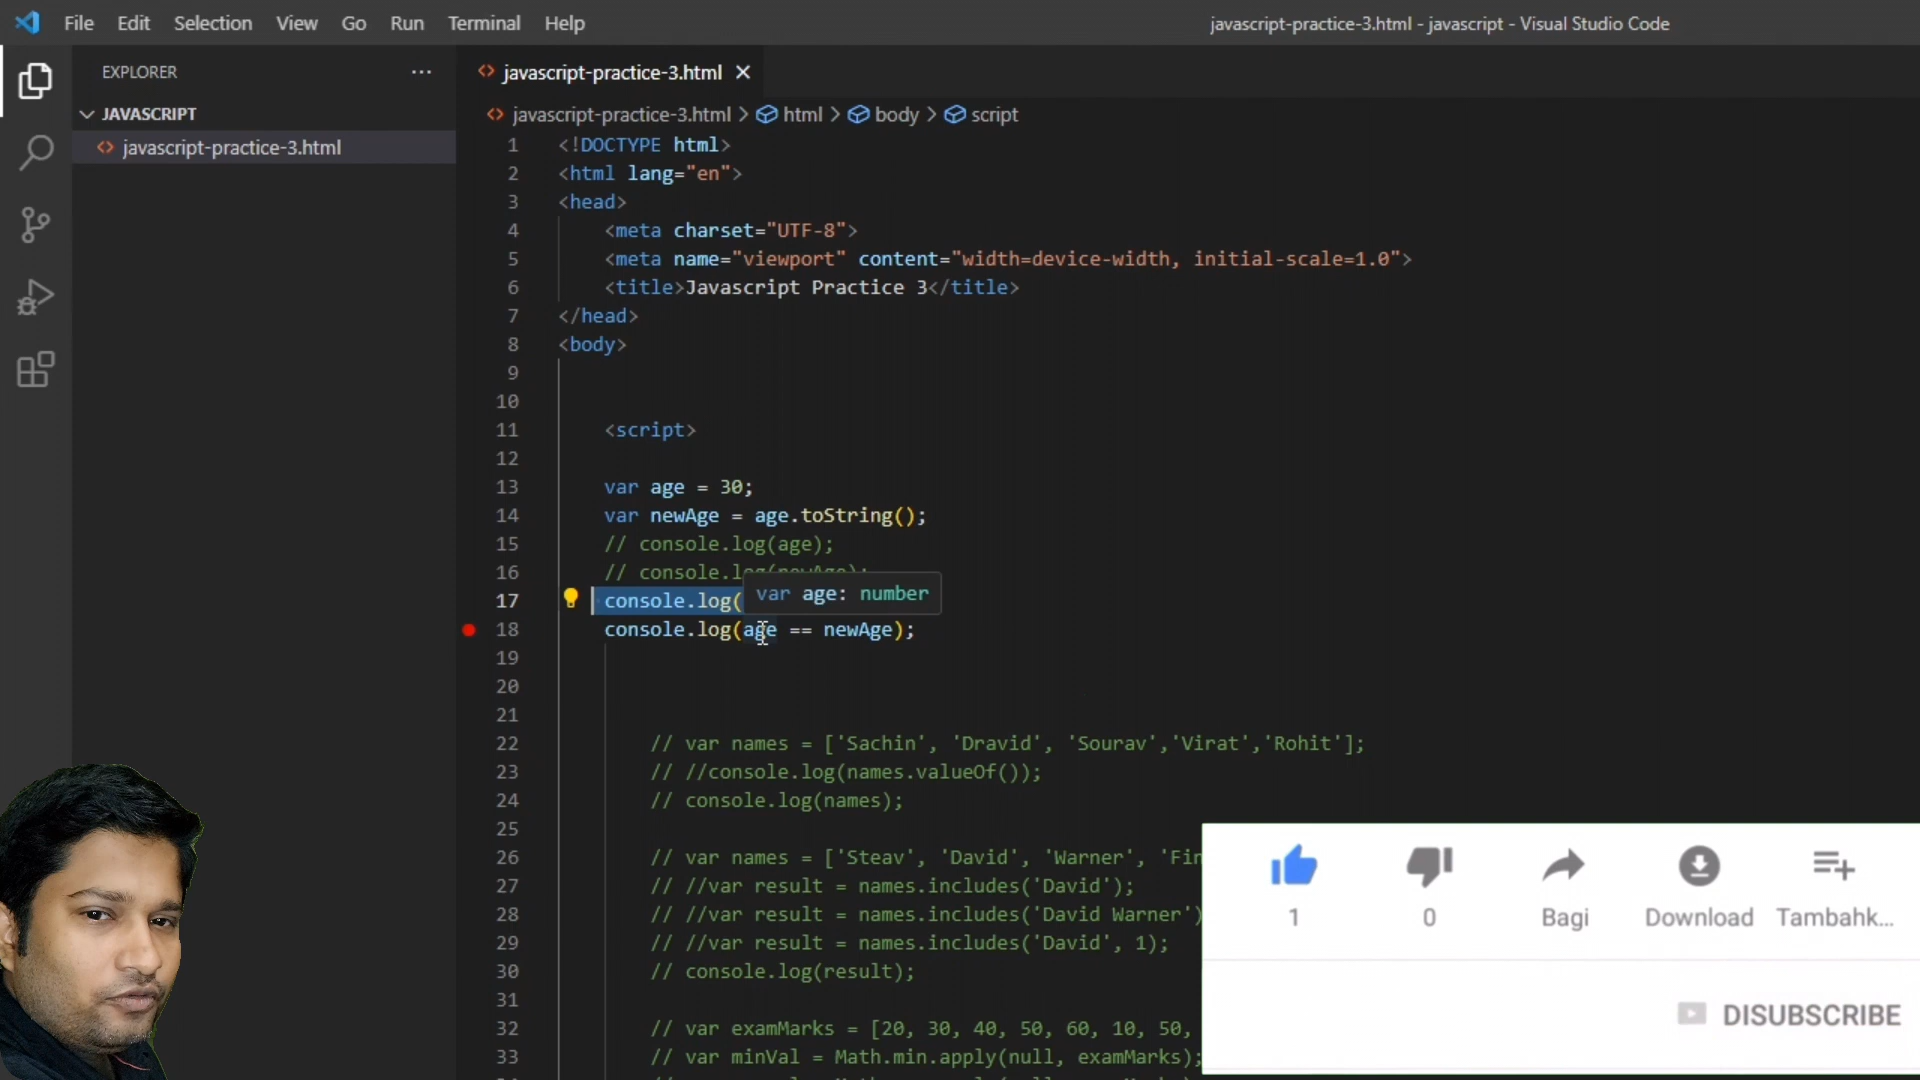 File Edit Selection View Go Run Terminal Help
javascript-practice-3.html - javascript - Visual Studio Code
EXPLORER ···
JAVASCRIPT
<> javascript-practice-3.html
<> javascript-practice-3.html ×
<> javascript-practice-3.html > html > body > script
1 <!DOCTYPE html>
2 <html lang="en">
3 <head>
4 <meta charset="UTF-8">
5 <meta name="viewport" content="width=device-width, initial-scale=1.0">
6 <title>Javascript Practice 3</title>
7 </head>
8 <body>
9
10
11 <script>
12
13 var age = 30;
14 var newAge = age.toString();
15 // console.log(age);
16 // console.log(newAge);
17 console.log(
var age: number
18 console.log(age == newAge);
19
20
21
22 // var names = ['Sachin', 'Dravid', 'Sourav','Virat','Rohit'];
23 // //console.log(names.valueOf());
24 // console.log(names);
25
26 // var names = ['Steav', 'David', 'Warner', 'Fin
27 // //var result = names.includes('David');
28 // //var result = names.includes('David Warner')
29 // //var result = names.includes('David', 1);
30 // console.log(result);
31
32 // var examMarks = [20, 30, 40, 50, 60, 10, 50,
33 // var minVal = Math.min.apply(null, examMarks);
1 0 Bagi Download Tambahk...
DISUBSCRIBE